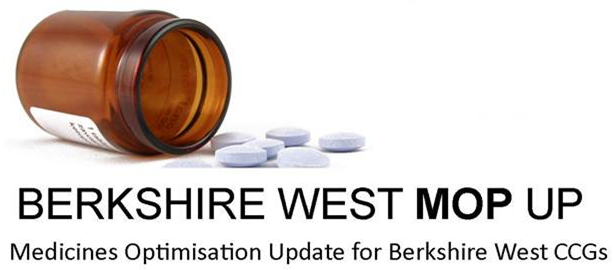 BERKSHIRE WEST MOP UP
Medicines Optimisation Update for Berkshire West CCGs